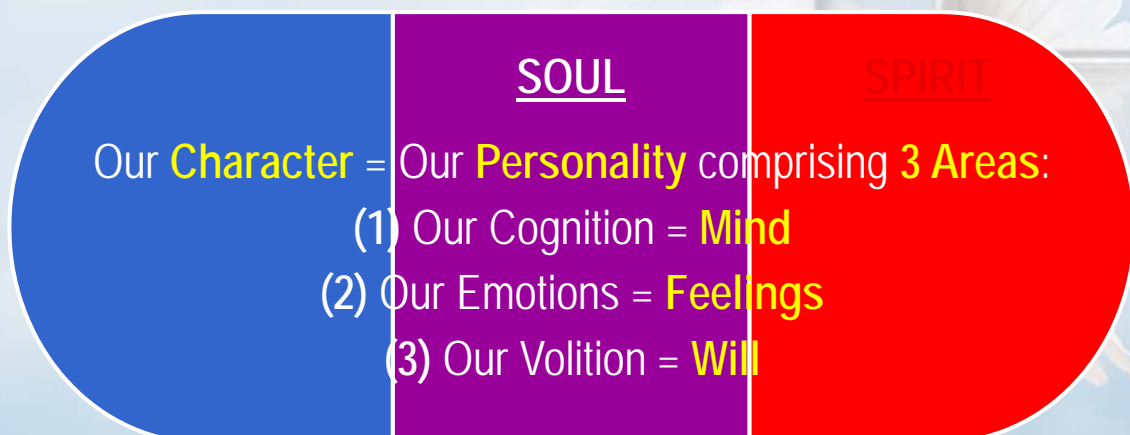 SOUL SPIRIT
Our Character = Our Personality comprising 3 Areas:
(1) Our Cognition = Mind
(2) Our Emotions = Feelings
(3) Our Volition = Will